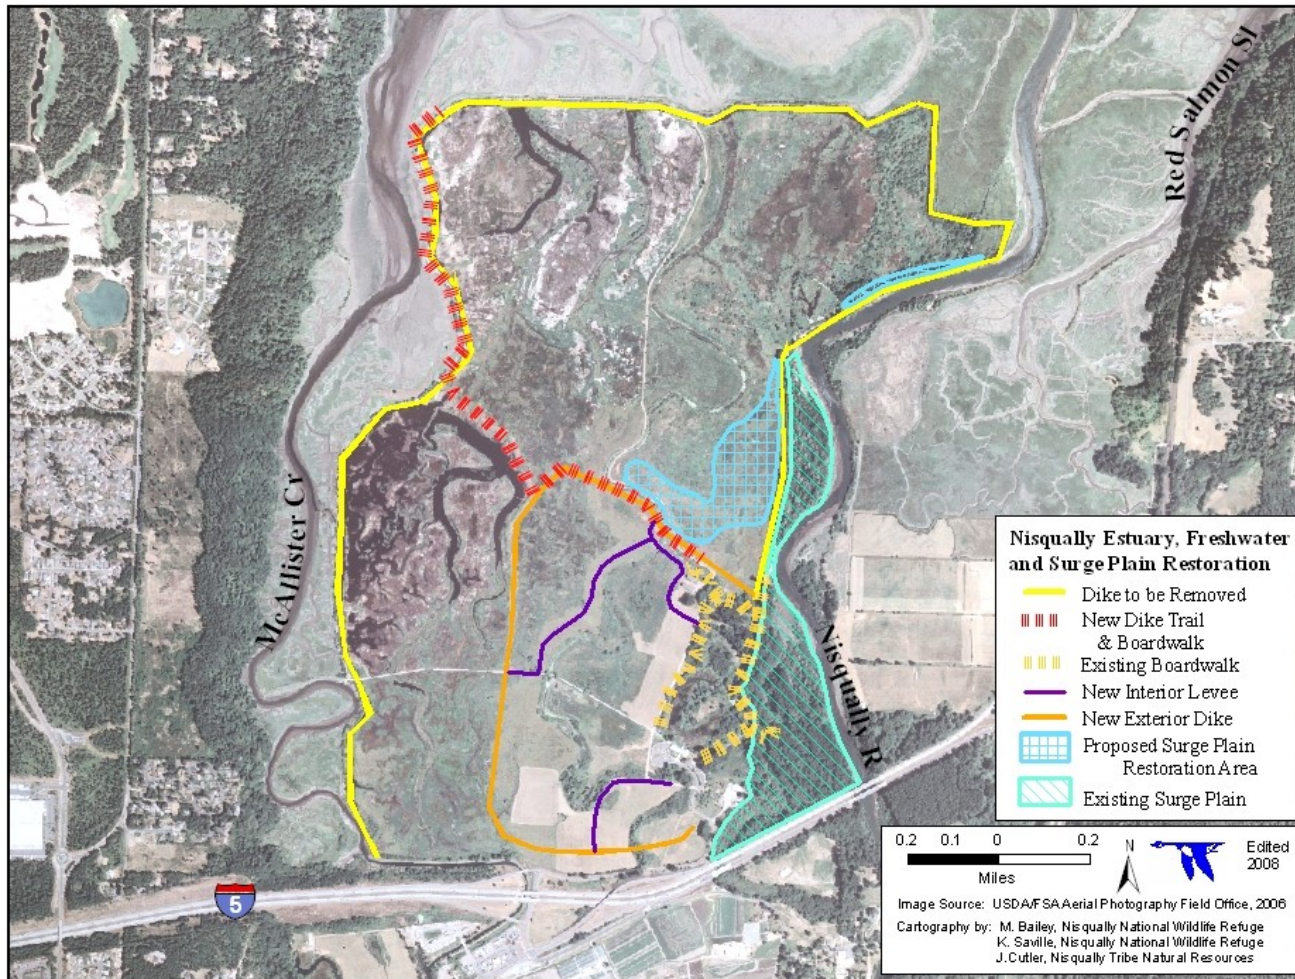 Red Salmon Sl
McAllister Cr
Nisqually R
5
Nisqually Estuary, Freshwater
and Surge Plain Restoration
Dike to be Removed
New Dike Trail
& Boardwalk
Existing Boardwalk
New Interior Levee
New Exterior Dike
Proposed Surge Plain
Restoration Area
Existing Surge Plain
0.2 0.1 0 0.2
Miles
N
Edited
2008
Image Source: USDA/FSA Aerial Photography Field Office, 2006
Cartography by: M. Bailey, Nisqually National Wildlife Refuge
K. Saville, Nisqually National Wildlife Refuge
J.Cutler, Nisqually Tribe Natural Resources